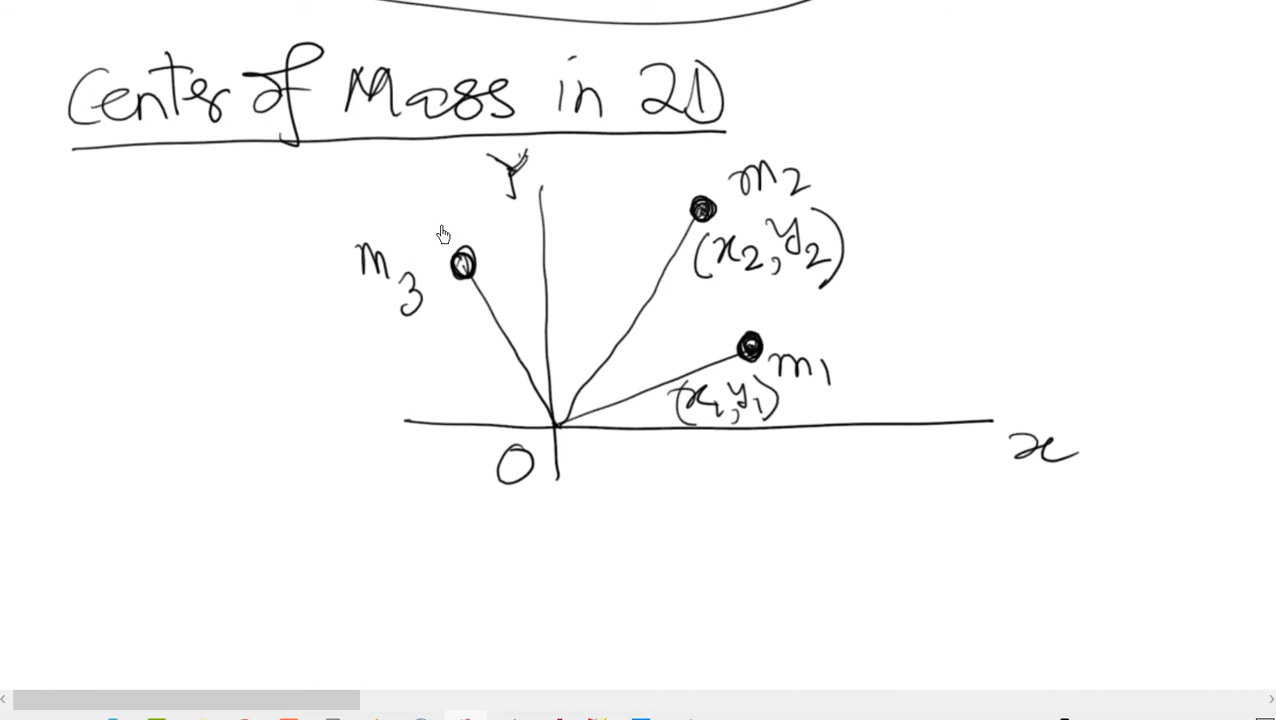 Center of Mass in 2D
Y
m2
m3
(x2, y2)
m1
(x1, y1)
x
O